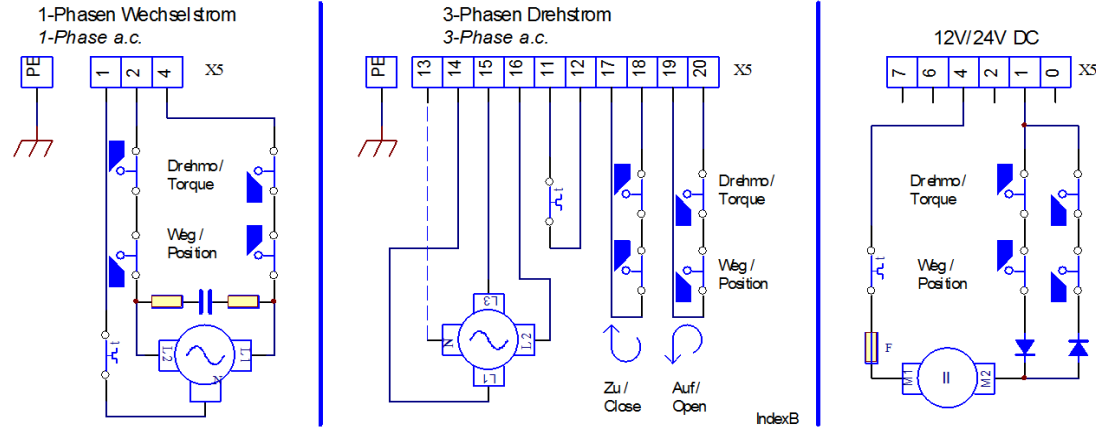 1-Phasen Wechselstrom
1-Phase a.c.
PE
1 2 4 X5
Drehmo/
Torque
Weg/
Position
t
L2 L1
N
3-Phasen Drehstrom
3-Phase a.c.
PE
13 14 15 16 11 12 17 18 19 20 X5
t
Drehmo/
Torque
Weg/
Position
L3
N L2
L1
Zu/
Close
Auf/
Open
IndexB
12V/24V DC
7 6 4 2 1 0 X5
Drehmo/
Torque
Weg/
Position
t
F
M1 II M2